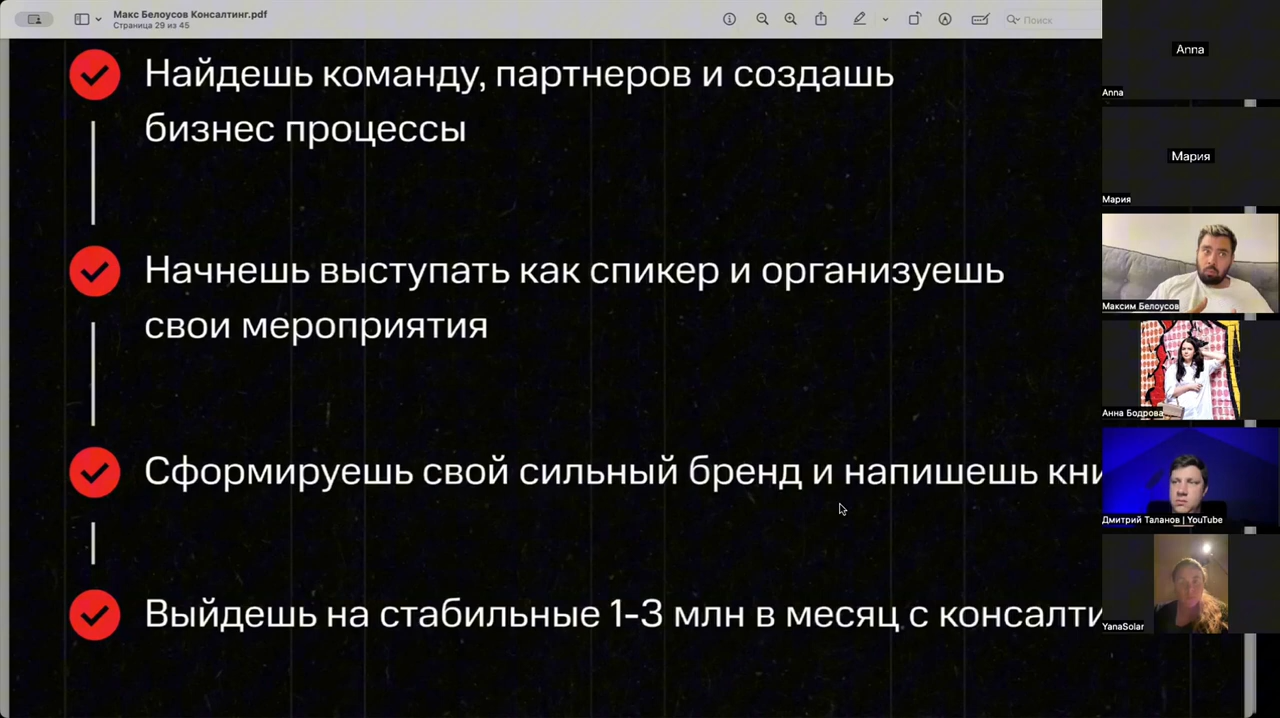 Макс Белоусов Консалтинг.pdf
Страница 29 из 45
Поиск
Найдешь команду, партнеров и создашь
бизнес процессы
Начнешь выступать как спикер и организуешь
свои мероприятия
Сформируешь свой сильный бренд и напишешь
Выйдешь на стабильные 1-3 млн в месяц с
Anna
Anna
Мария
Мария
Максим Белоусов
Анна Бодрова
Дмитрий Таланов | YouTube
YanaSolar